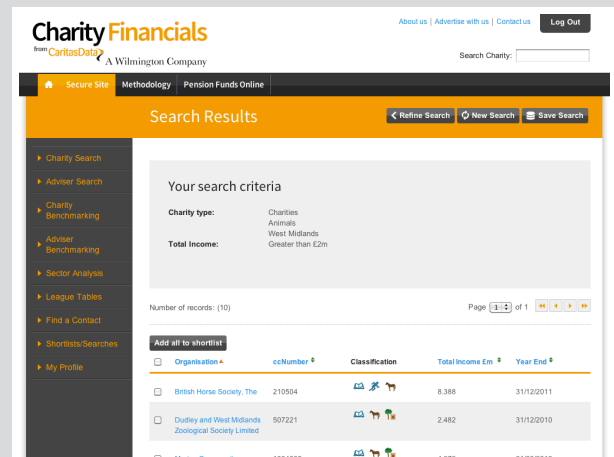 Charity Financials
from CaritasData
A Wilmington Company
About us | Advertise with us | Contact us
Log Out
Search Charity:
Secure Site
Methodology
Pension Funds Online
Search Results
Refine Search
New Search
Save Search
Charity Search
Adviser Search
Charity
Benchmarking
Adviser
Benchmarking
Sector Analysis
League Tables
Find a Contact
Shortlists/Searches
My Profile
Your search criteria
Charity type: Charities
Animals
West Midlands
Total Income: Greater than £2m
Number of records: (10)
Page 1 of 1
Add all to shortlist
Organisation ccNumber Classification Total Income £m Year End
British Horse Society, The 210504 8.388 31/12/2011
Dudley and West Midlands 507221 2.482 31/12/2010
Zoological Society Limited